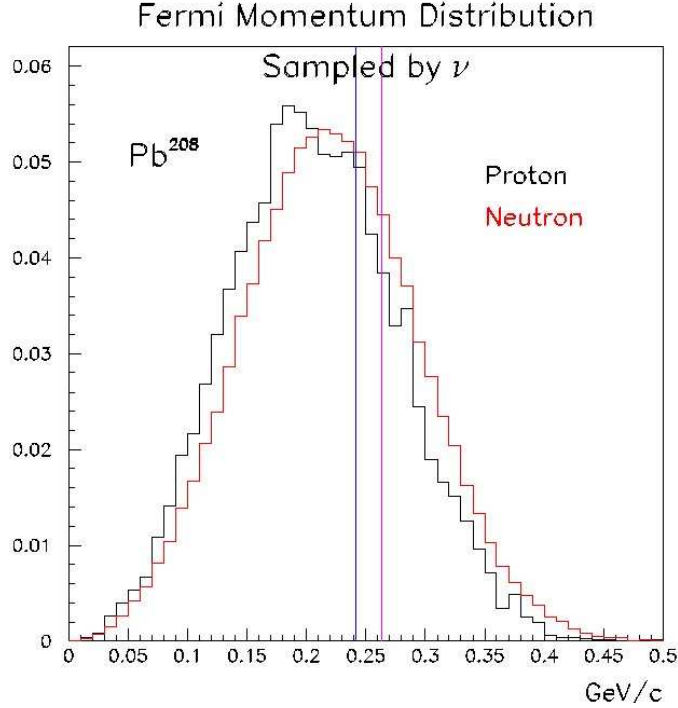 Fermi Momentum Distribution
Sampled by ν
Pb²⁰⁸
Proton
Neutron
0.06
0.05
0.04
0.03
0.02
0.01
0
0 0.05 0.1 0.15 0.2 0.25 0.3 0.35 0.4 0.45 0.5
GeV/c